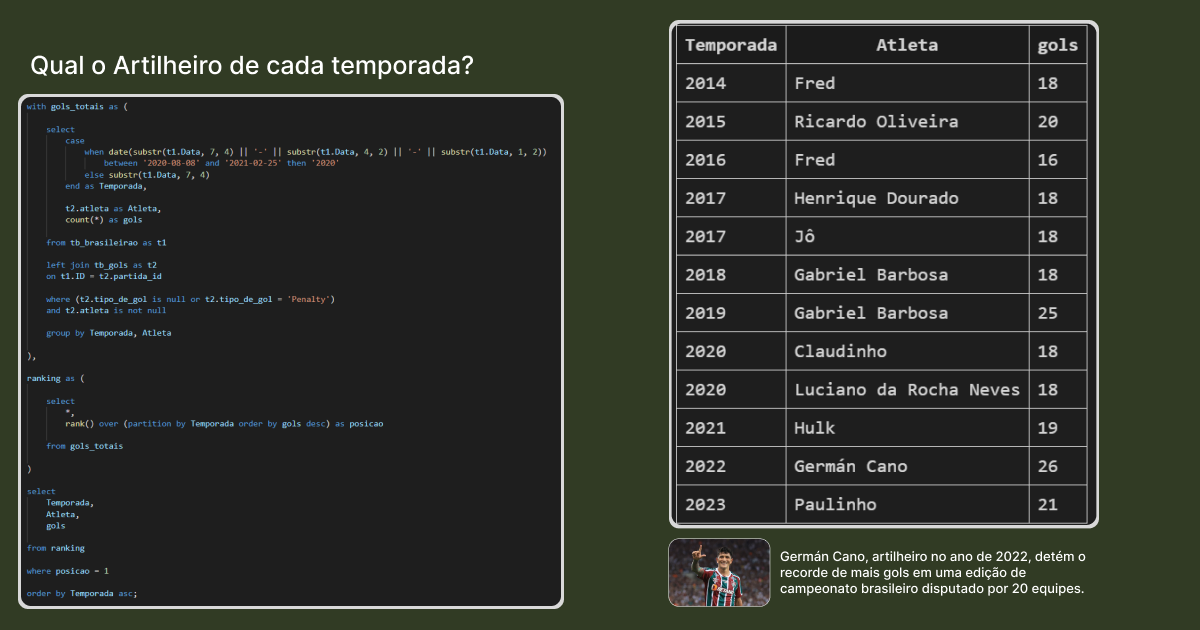 Qual o Artilheiro de cada temporada?
with gols_totais as (
select
case
when date(substr(t1.Data, 7, 4) || '-' || substr(t1.Data, 4, 2) || '-' || substr(t1.Data, 1, 2))
between '2020-08-08' and '2021-02-25' then '2020'
else substr(t1.Data, 7, 4)
end as Temporada,
t2.atleta as Atleta,
count(*) as gols
from tb_brasileirao as t1
left join tb_gols as t2
on t1.ID = t2.partida_id
where (t2.tipo_de_gol is null or t2.tipo_de_gol = 'Penalty')
and t2.atleta is not null
group by Temporada, Atleta
),
ranking as (
select
*,
rank() over (partition by Temporada order by gols desc) as posicao
from gols_totais
)
select
Temporada,
Atleta,
gols
from ranking
where posicao = 1
order by Temporada asc;
Temporada Atleta gols
2014 Fred 18
2015 Ricardo Oliveira 20
2016 Fred 16
2017 Henrique Dourado 18
2017 Jô 18
2018 Gabriel Barbosa 18
2019 Gabriel Barbosa 25
2020 Claudinho 18
2020 Luciano da Rocha Neves 18
2021 Hulk 19
2022 Germán Cano 26
2023 Paulinho 21
Germán Cano, artilheiro no ano de 2022, detém o
recorde de mais gols em uma edição de
campeonato brasileiro disputado por 20 equipes.